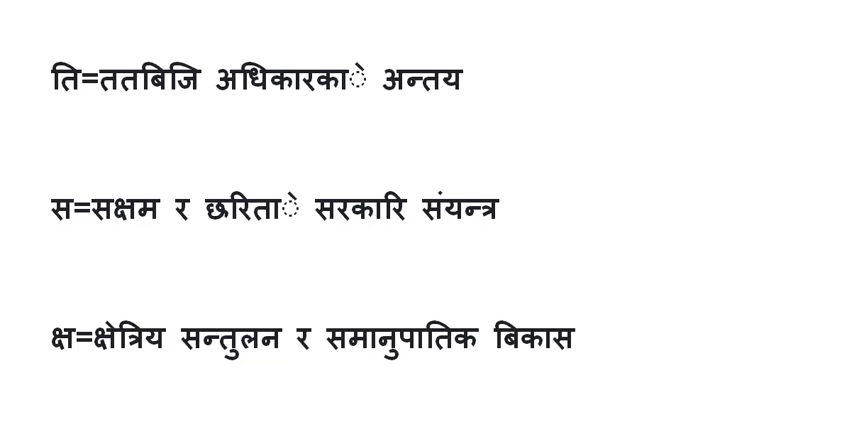 ति=ततबिजि अधिकारकाे अन्तय
स=सक्षम र छरिताे सरकारि संयन्त्र
क्ष=क्षेत्रिय सन्तुलन र समानुपातिक बिकास